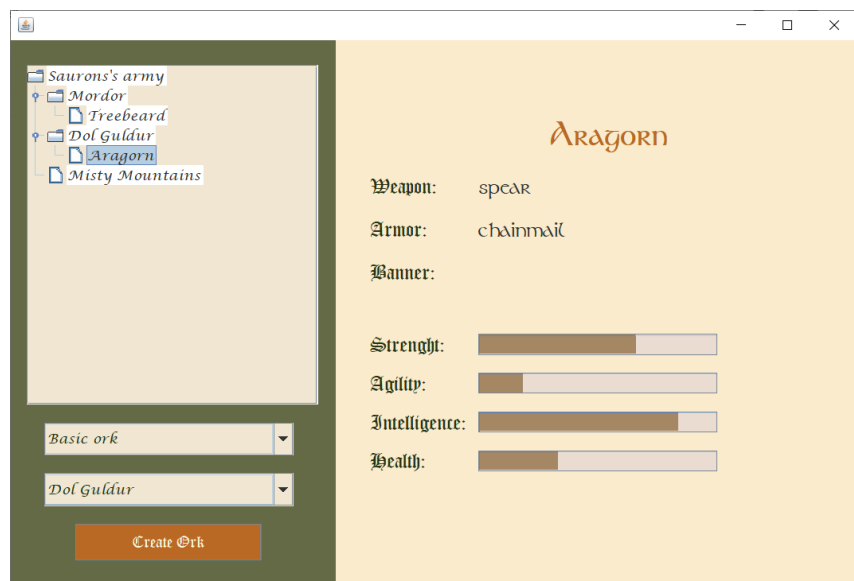 Saurons's army
Mordor
Treebeard
Dol Guldur
Aragorn
Misty Mountains
Basic ork
Dol Guldur
Create Ork
Aragorn
Weapon: spear
Armor: chainmail
Banner:
Strenght:
Agility:
Intelligence:
Health: